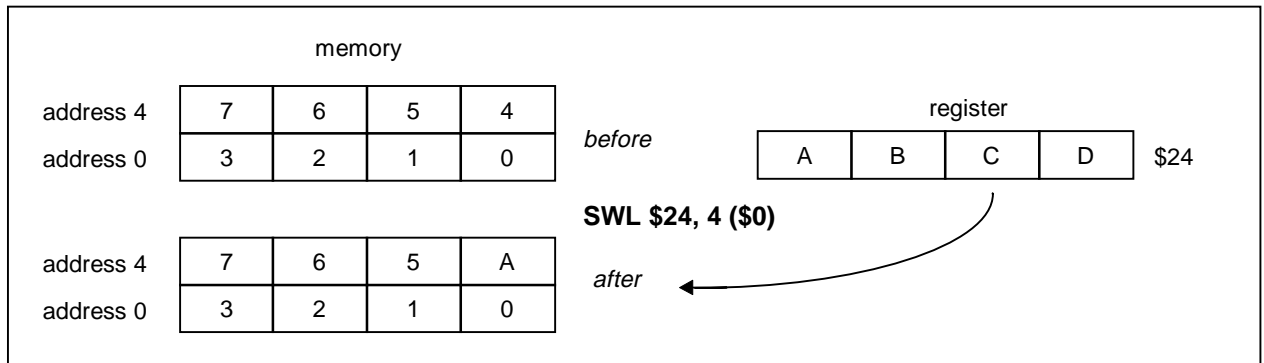 memory
address 4 7 6 5 4
address 0 3 2 1 0
before
register
A B C D $24
SWL $24, 4 ($0)
address 4 7 6 5 A
address 0 3 2 1 0
after